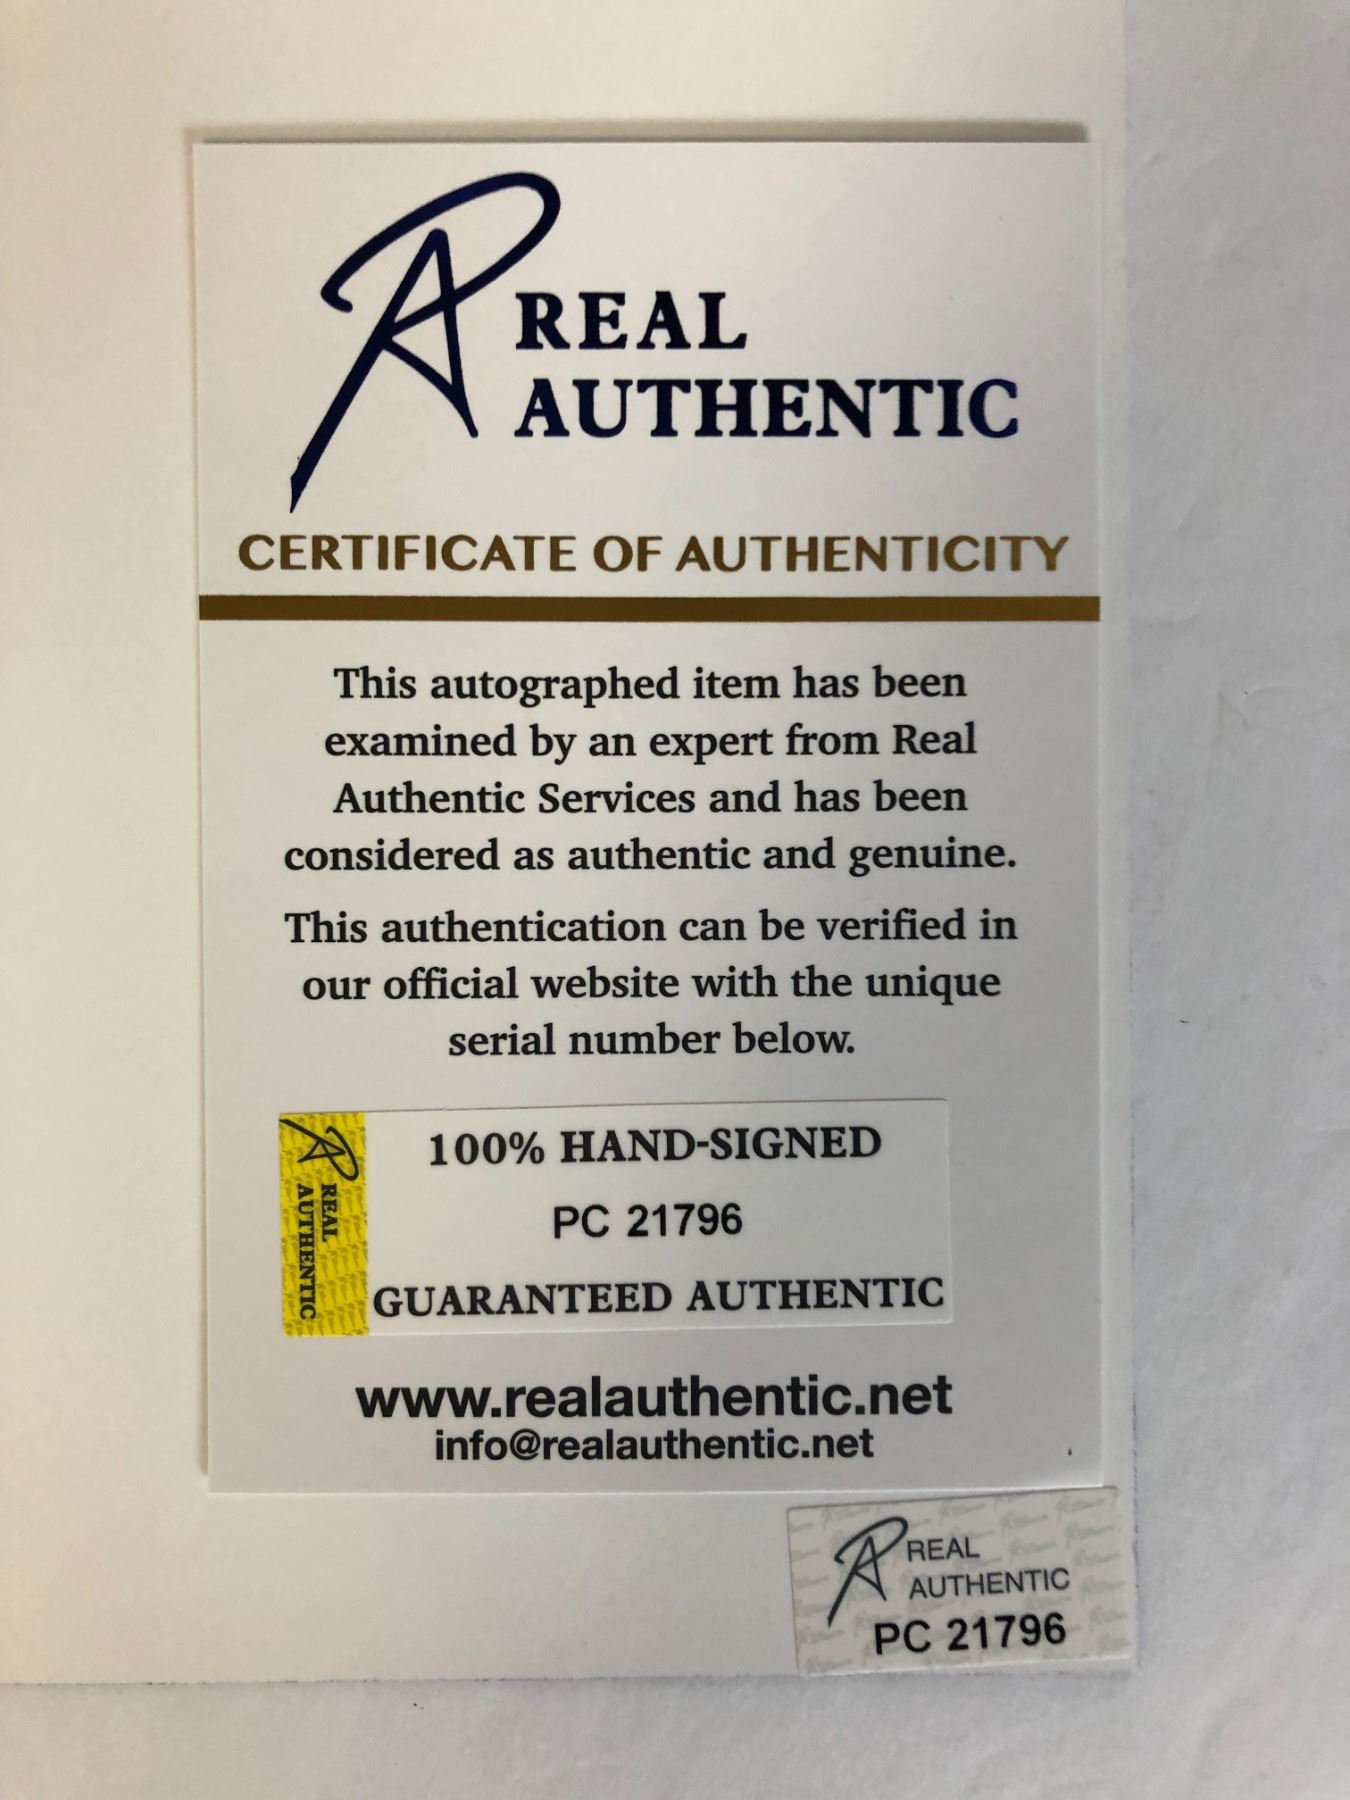 REAL
AUTHENTIC
CERTIFICATE OF AUTHENTICITY
This autographed item has been
examined by an expert from Real
Authentic Services and has been
considered as authentic and genuine.
This authentication can be verified in
our official website with the unique
serial number below.
REAL
AUTHENTIC
100% HAND-SIGNED
PC 21796
GUARANTEED AUTHENTIC
www.realauthentic.net
info@realauthentic.net
REAL
AUTHENTIC
PC 21796